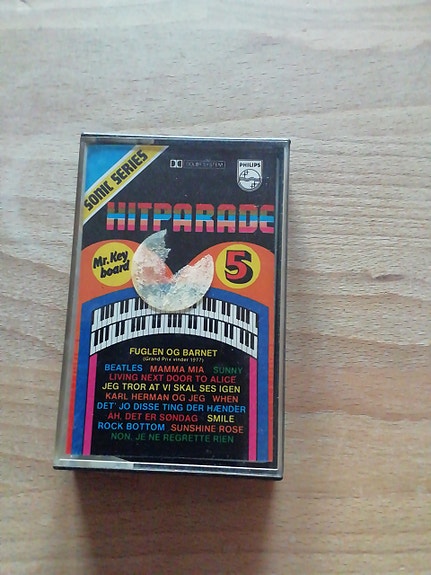 SONIC SERIES
DOLBY SYSTEM
PHILIPS
HITPARADE
Mr. Key
board
5
FUGLEN OG BARNET
(Grand Prix vinder 1977)
BEATLES MAMMA MIA SUNNY
LIVING NEXT DOOR TO ALICE
JEG TROR AT VI SKAL SES IGEN
KARL HERMAN OG JEG WHEN
DET' JO DISSE TING DER HÆNDER
ÅH, DET ER SØNDAG SMILE
ROCK BOTTOM SUNSHINE ROSE
NON, JE NE REGRETTE RIEN